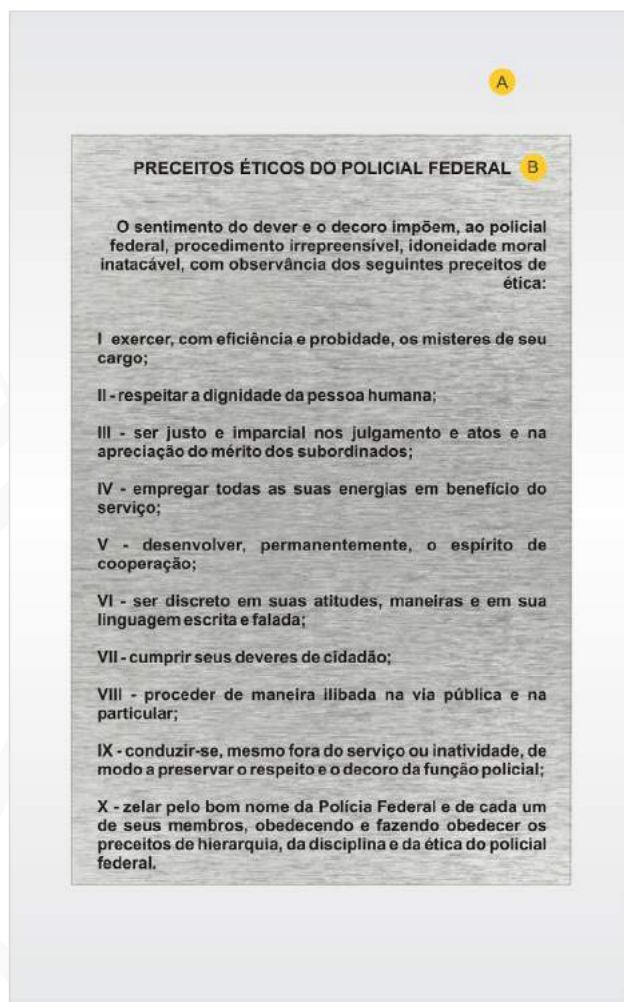 A
PRECEITOS ÉTICOS DO POLICIAL FEDERAL B
O sentimento do dever e o decoro impõem, ao policial
federal, procedimento irrepreensível, idoneidade moral
inatacável, com observância dos seguintes preceitos de
ética:
I exercer, com eficiência e probidade, os misteres de seu
cargo;
II - respeitar a dignidade da pessoa humana;
III - ser justo e imparcial nos julgamento e atos e na
apreciação do mérito dos subordinados;
IV - empregar todas as suas energias em benefício do
serviço;
V - desenvolver, permanentemente, o espírito de
cooperação;
VI - ser discreto em suas atitudes, maneiras e em sua
linguagem escrita e falada;
VII - cumprir seus deveres de cidadão;
VIII - proceder de maneira ilibada na via pública e na
particular;
IX - conduzir-se, mesmo fora do serviço ou inatividade, de
modo a preservar o respeito e o decoro da função policial;
X - zelar pelo bom nome da Polícia Federal e de cada um
de seus membros, obedecendo e fazendo obedecer os
preceitos de hierarquia, da disciplina e da ética do policial
federal.